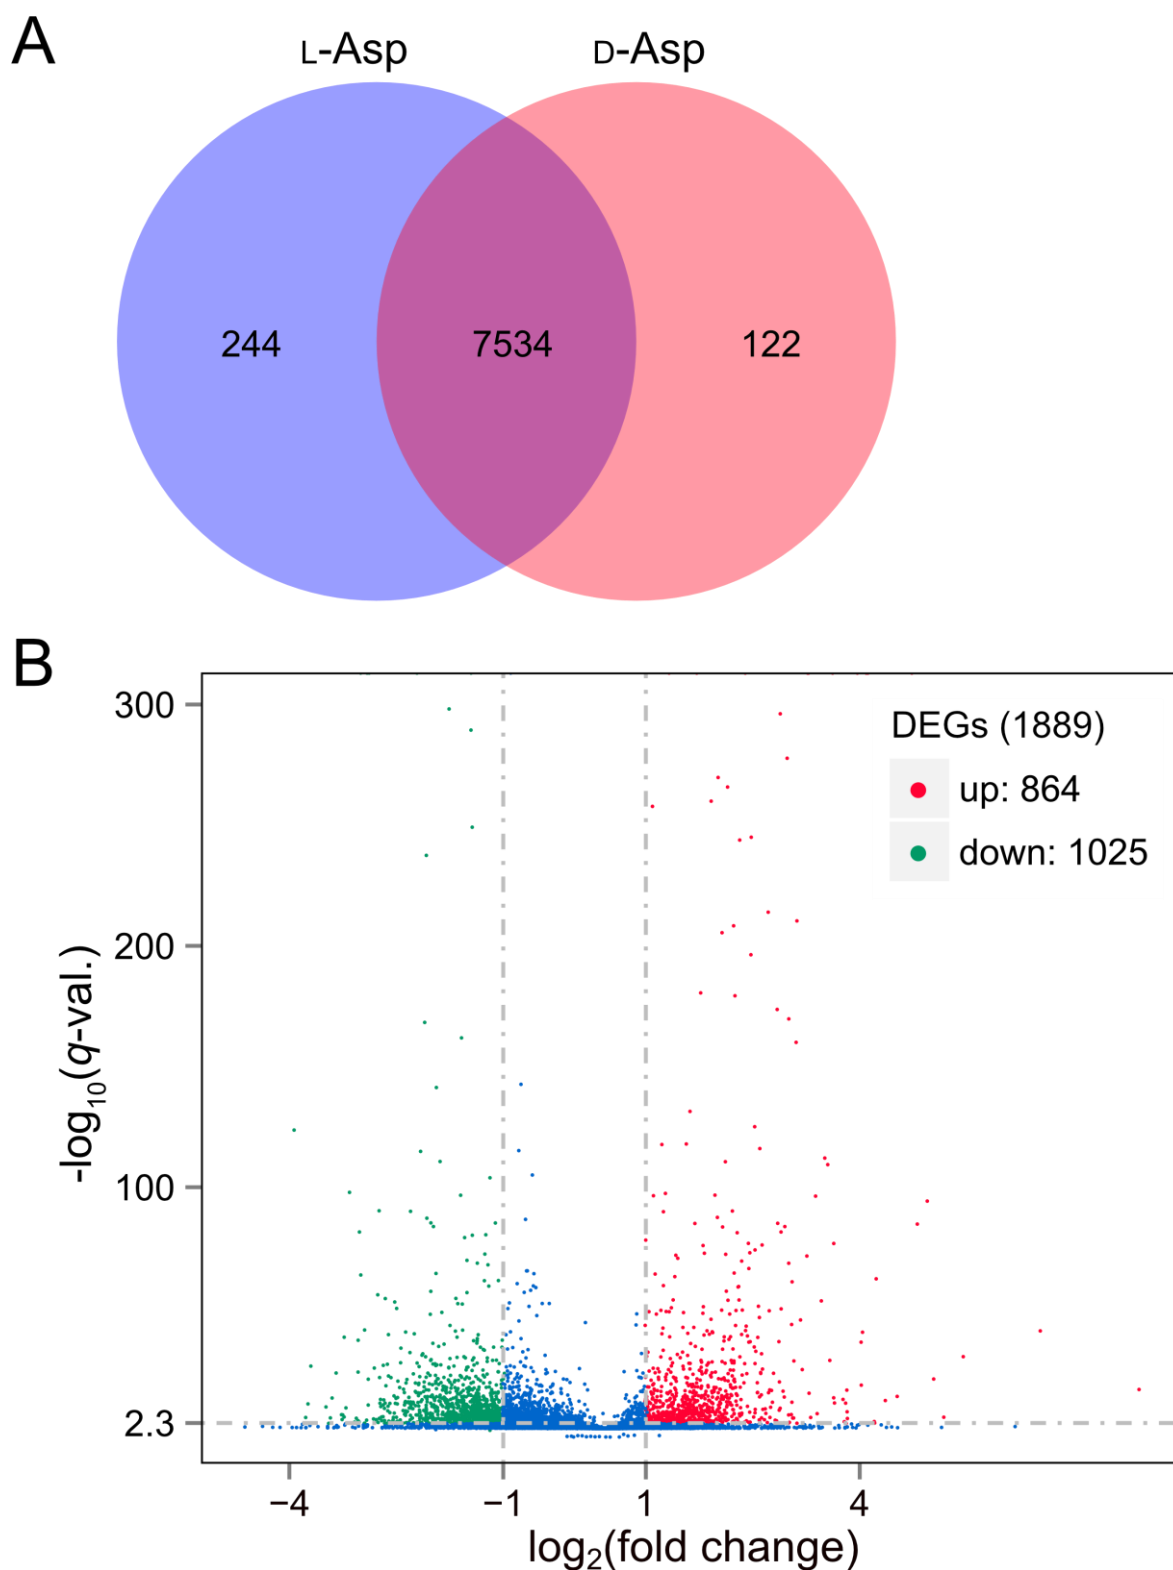 A
L-Asp
D-Asp
244
7534
122
B
300
200
100
2.3
-log10(q-val.)
DEGs (1889)
up: 864
down: 1025
−4
−1
1
4
log2(fold change)